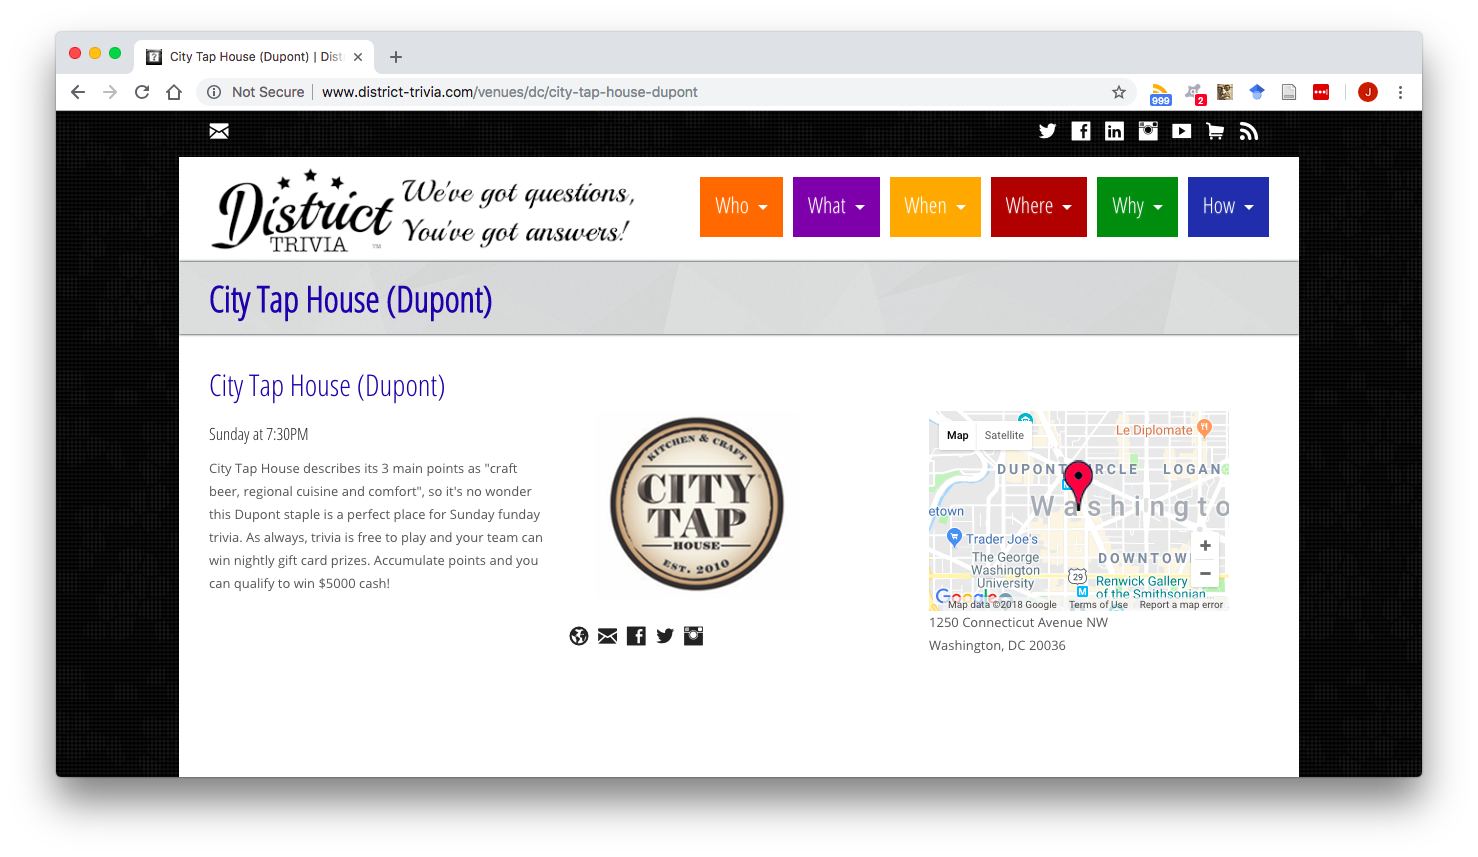 City Tap House (Dupont) | Dist
Not Secure
www.district-trivia.com/venues/dc/city-tap-house-dupont
999
2
J
District
TRIVIA
™
We've got questions,
You've got answers!
Who
What
When
Where
Why
How
City Tap House (Dupont)
City Tap House (Dupont)
Sunday at 7:30PM
City Tap House describes its 3 main points as "craft
beer, regional cuisine and comfort", so it's no wonder
this Dupont staple is a perfect place for Sunday funday
trivia. As always, trivia is free to play and your team can
win nightly gift card prizes. Accumulate points and you
can qualify to win $5000 cash!
KITCHEN & CRAFT
CITY
TAP
HOUSE
EST. 2010
Map
Satellite
Le Diplomate
DUPONT CIRCLE
LOGAN
Washingto
etown
Trader Joe's
The George
Washington
University
DOWNTOW
29
M
Renwick Gallery
of the Smithsonian...
+
−
Google
Map data ©2018 Google
Terms of Use
Report a map error
1250 Connecticut Avenue NW
Washington, DC 20036